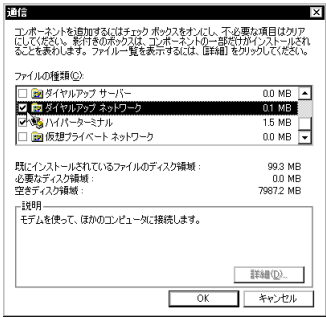 通信
コンポーネントを追加するにはチェック ボックスをオンにし、不必要な項目はクリア
にしてください。影付きのボックスは、コンポーネントの一部だけがインストールされ
ることを表わします。ファイル一覧を表示するには、[詳細] をクリックしてください。
ファイルの種類(C):
ダイヤルアップ サーバー 0.0 MB
ダイヤルアップ ネットワーク 0.1 MB
ハイパーターミナル 1.5 MB
仮想プライベート ネットワーク 0.0 MB
既にインストールされているファイルのディスク領域 : 99.3 MB
必要なディスク領域 : 0.0 MB
空きディスク領域 : 7987.2 MB
説明
モデムを使って、ほかのコンピュータに接続します。
詳細(D)...
OK キャンセル